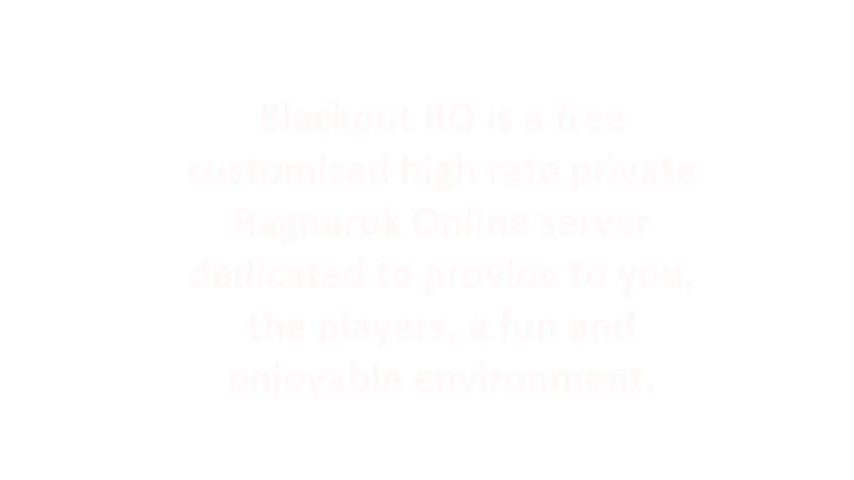 Blackout RO is a free
customized high rate private
Ragnarok Online server
dedicated to provide to you,
the players, a fun and
enjoyable environment.